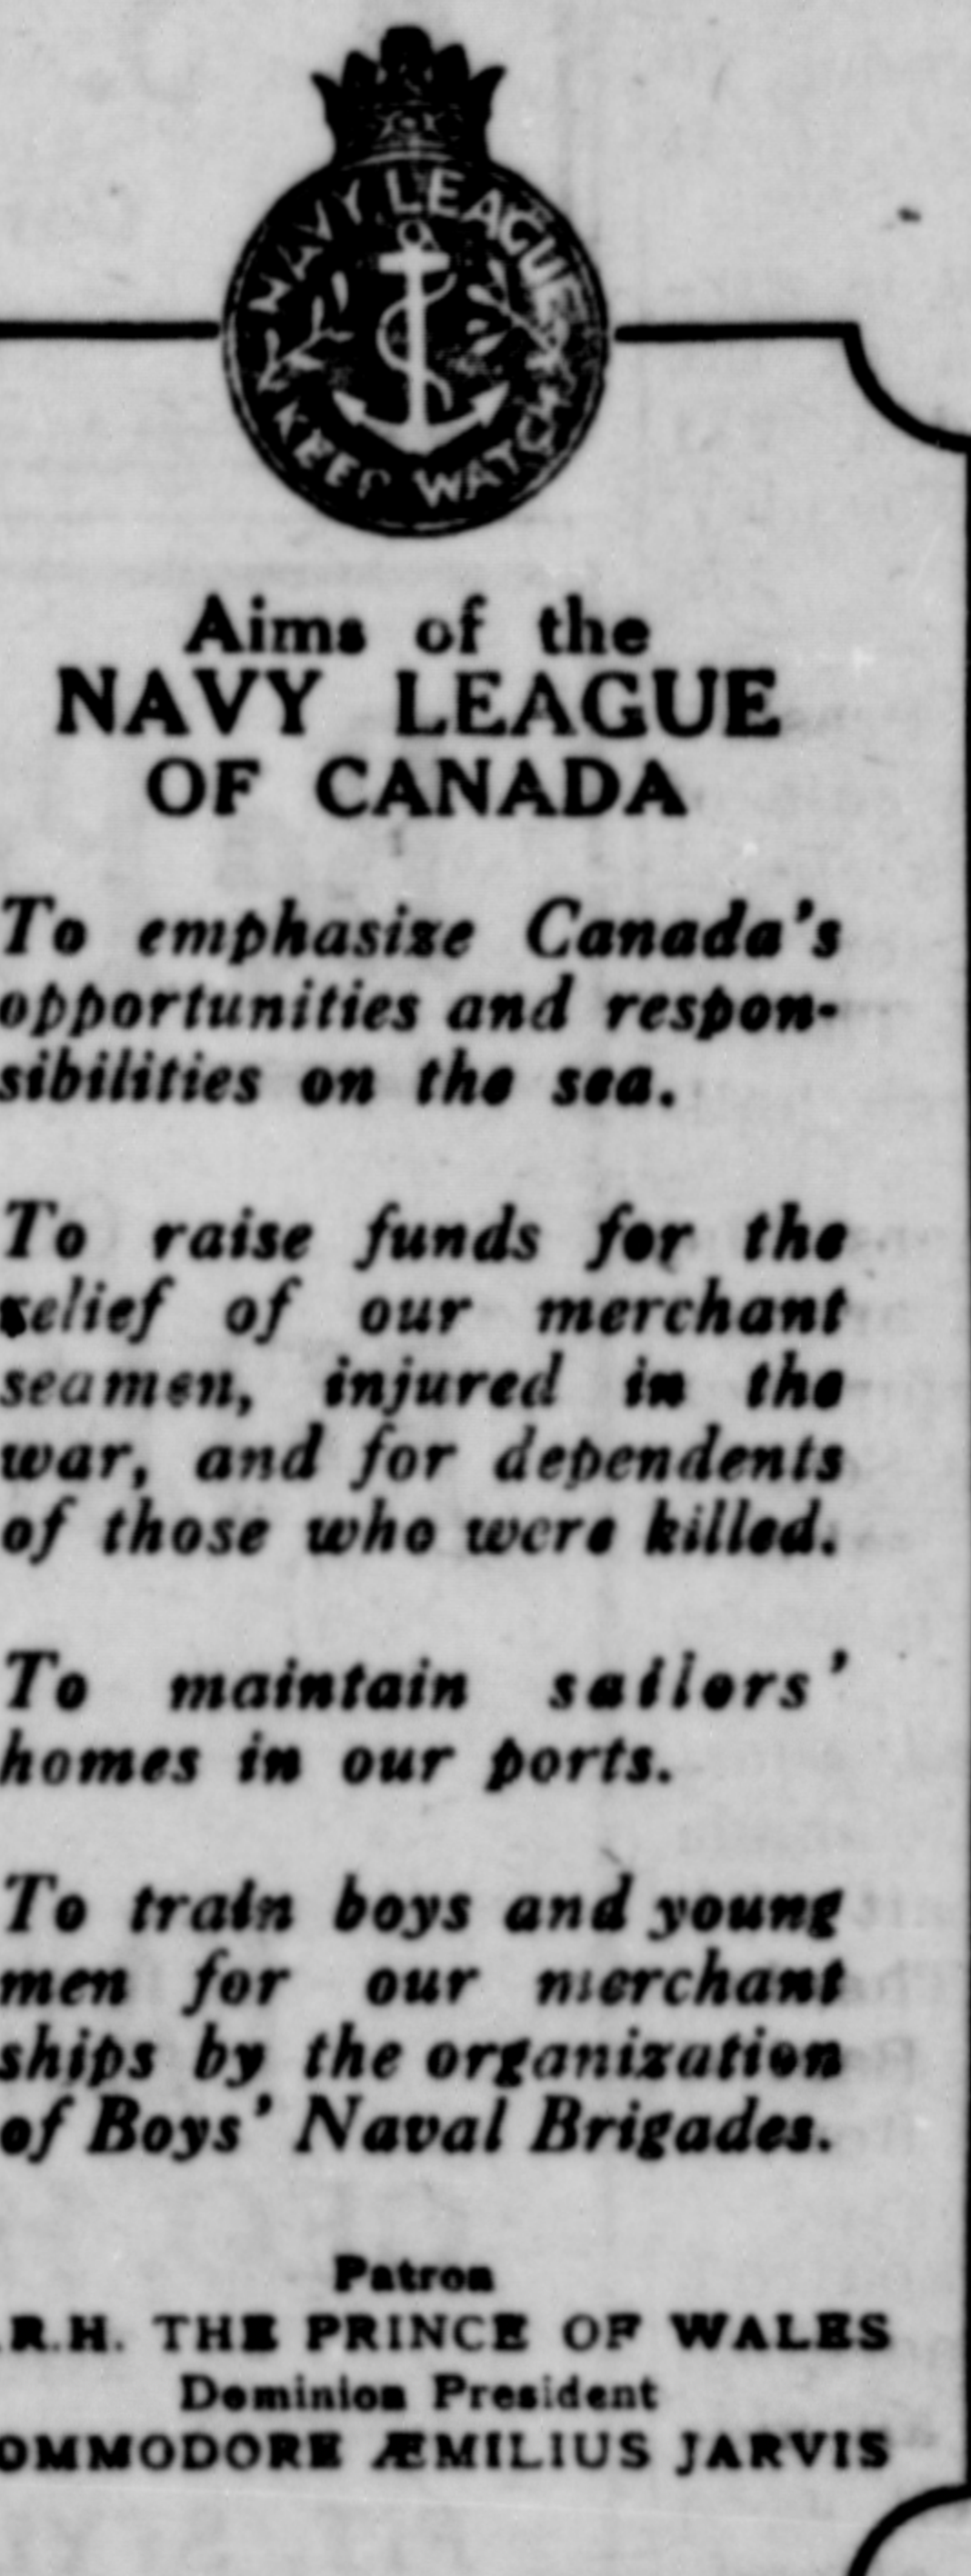 NAVY LEAGUE
KEEP WATCH
Aims of the
NAVY LEAGUE
OF CANADA
To emphasize Canada's
opportunities and respon-
sibilities on the sea.
To raise funds for the
relief of our merchant
seamen, injured in the
war, and for dependents
of those who were killed.
To maintain sailors'
homes in our ports.
To train boys and young
men for our merchant
ships by the organization
of Boys' Naval Brigades.
Patron
.R.H. THE PRINCE OF WALES
Dominion President
OMMODORE ÆMILIUS JARVIS